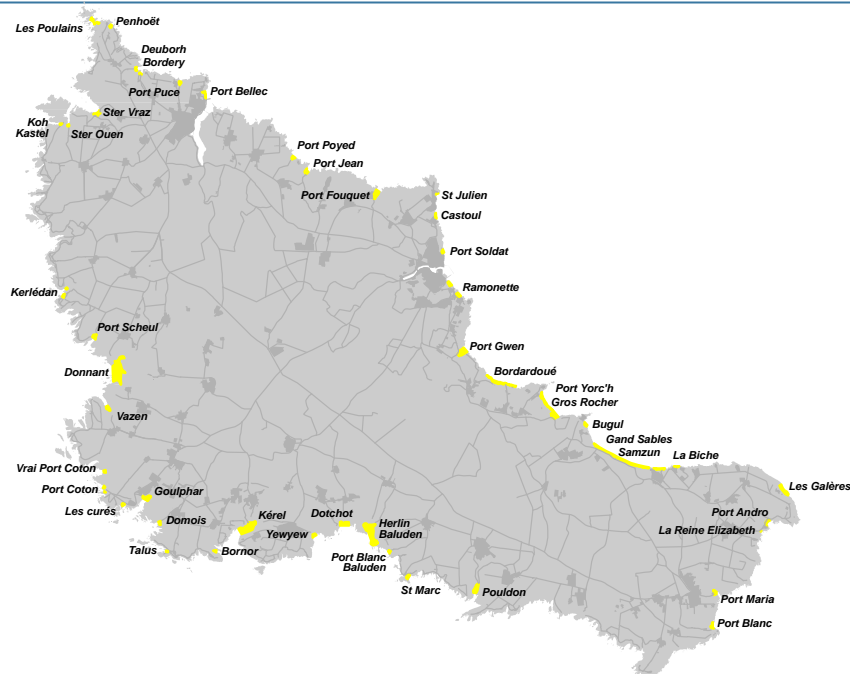 Les Poulains
Penhoët
Deuborh
Bordery
Port Puce
Port Bellec
Ster Vraz
Koh
Kastel
Ster Ouen
Port Poyed
Port Jean
Port Fouquet
St Julien
Castoul
Port Soldat
Ramonette
Kerlédan
Port Scheul
Donnant
Vazen
Port Gwen
Bordardoué
Port Yorc'h
Gros Rocher
Bugul
Gand Sables
Samzun
La Biche
Les Galères
Vrai Port Coton
Port Coton
Les curés
Goulphar
Domois
Talus
Bornor
Kérel
Yewyew
Dotchot
Herlin
Baluden
Port Blanc
Baluden
St Marc
Pouldon
Port Andro
La Reine Elizabeth
Port Maria
Port Blanc